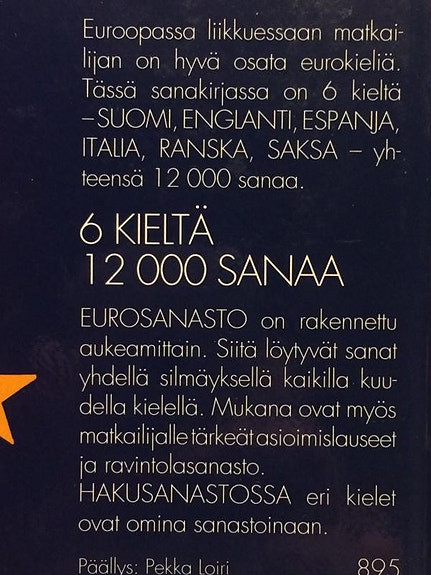 Euroopassa liikkuessaan matkai-
lijan on hyvä osata eurokieliä.
Tässä sanakirjassa on 6 kieltä
–SUOMI, ENGLANTI, ESPANJA,
ITALIA, RANSKA, SAKSA – yh-
teensä 12 000 sanaa.
6 KIELTÄ
12 000 SANAA
EUROSANASTO on rakennettu
aukeamittain. Siitä löytyvät sanat
yhdellä silmäyksellä kaikilla kuu-
della kielellä. Mukana ovat myös
matkailijalle tärkeät asioimislauseet
ja ravintolasanasto.
HAKUSANASTOSSA eri kielet
ovat omina sanastoinaan.
Päällys: Pekka Loiri 895